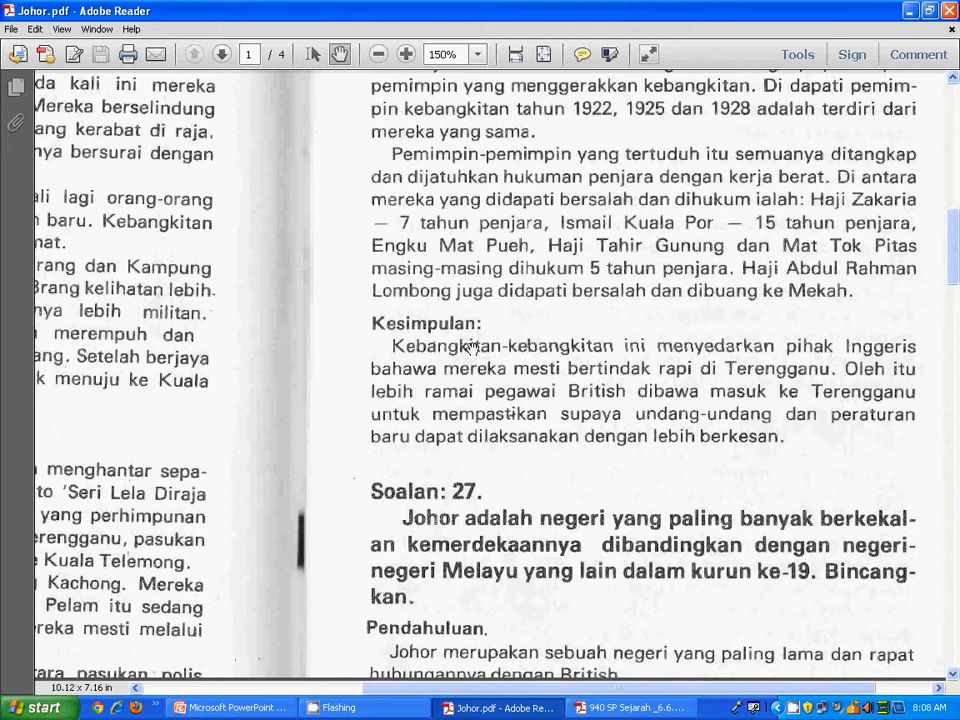 Johor.pdf - Adobe Reader
File Edit View Window Help
1 / 4 150% Tools Sign Comment
da kali ini mereka
Mereka berselindung
ang kerabat di raja.
nya bersurai dengan
ali lagi orang-orang
n baru. Kebangkitan
mat.
rang dan Kampung
Brang kelihatan lebih
nya lebih militan.
merempuh dan
ang. Setelah berjaya
k menuju ke Kuala
menghantar sepa-
to 'Seri Lela Diraja
yang perhimpunan
erengganu, pasukan
Kuala Telemong.
Kachong. Mereka
Pelam itu sedang
ereka mesti melalui
tara pasukan polis
pemimpin yang menggerakkan kebangkitan. Di dapati pemim-
pin kebangkitan tahun 1922, 1925 dan 1928 adalah terdiri dari
mereka yang sama.
Pemimpin-pemimpin yang tertuduh itu semuanya ditangkap
dan dijatuhkan hukuman penjara dengan kerja berat. Di antara
mereka yang didapati bersalah dan dihukum ialah: Haji Zakaria
— 7 tahun penjara, Ismail Kuala Por — 15 tahun penjara,
Engku Mat Pueh, Haji Tahir Gunung dan Mat Tok Pitas
masing-masing dihukum 5 tahun penjara. Haji Abdul Rahman
Lombong juga didapati bersalah dan dibuang ke Mekah.
Kesimpulan:
Kebangkitan-kebangkitan ini menyedarkan pihak Inggeris
bahawa mereka mesti bertindak rapi di Terengganu. Oleh itu
lebih ramai pegawai British dibawa masuk ke Terengganu
untuk mempastikan supaya undang-undang dan peraturan
baru dapat dilaksanakan dengan lebih berkesan.
Soalan: 27.
Johor adalah negeri yang paling banyak berkekal-
an kemerdekaannya dibandingkan dengan negeri-
negeri Melayu yang lain dalam kurun ke-19. Bincang-
kan.
Pendahuluan.
Johor merupakan sebuah negeri yang paling lama dan rapat
hubungannya dengan British.
10.12 x 7.16 in
start Microsoft PowerPoint ... Flashing Johor.pdf - Adobe Re... 940 SP Sejarah _6.6.... 8:08 AM